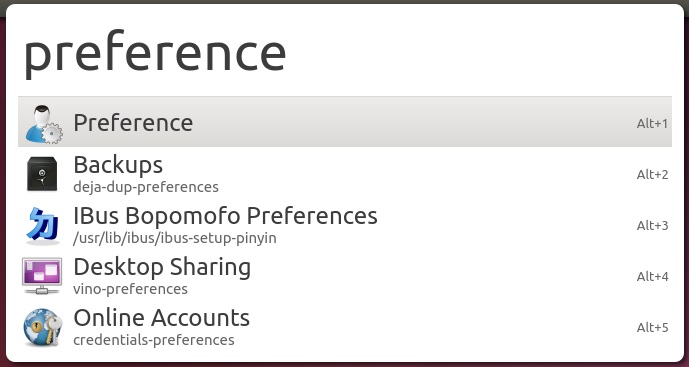 preference
Preference
Alt+1
Backups
deja-dup-preferences
Alt+2
IBus Bopomofo Preferences
/usr/lib/ibus/ibus-setup-pinyin
Alt+3
Desktop Sharing
vino-preferences
Alt+4
Online Accounts
credentials-preferences
Alt+5